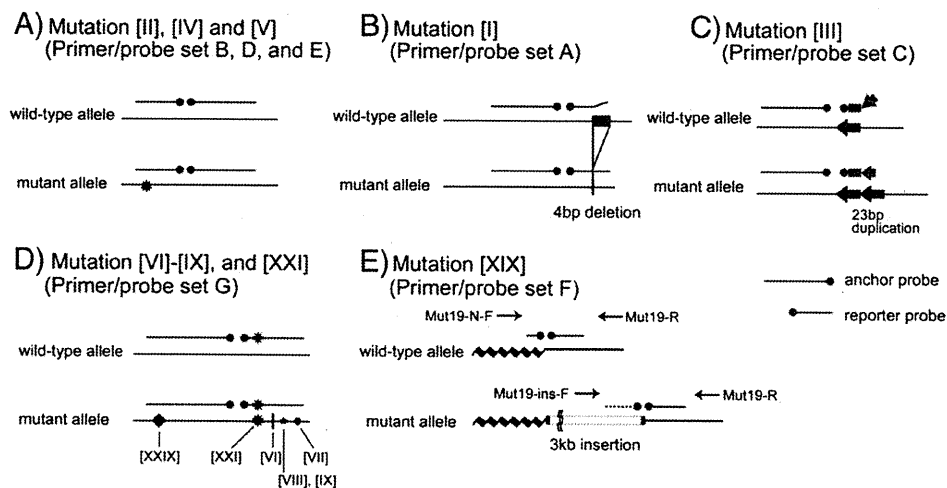 A) Mutation [II], [IV] and [V]
(Primer/probe set B, D, and E)
wild-type allele
mutant allele
B) Mutation [I]
(Primer/probe set A)
wild-type allele
mutant allele
4bp deletion
C) Mutation [III]
(Primer/probe set C)
wild-type allele
mutant allele
23bp
duplication
D) Mutation [VI]-[IX], and [XXI]
(Primer/probe set G)
wild-type allele
mutant allele
[XXIX]
[XXI]
[VI]
[VII]
[VIII], [IX]
E) Mutation [XIX]
(Primer/probe set F)
Mut19-N-F
Mut19-R
wild-type allele
Mut19-ins-F
Mut19-R
mutant allele
3kb insertion
anchor probe
reporter probe